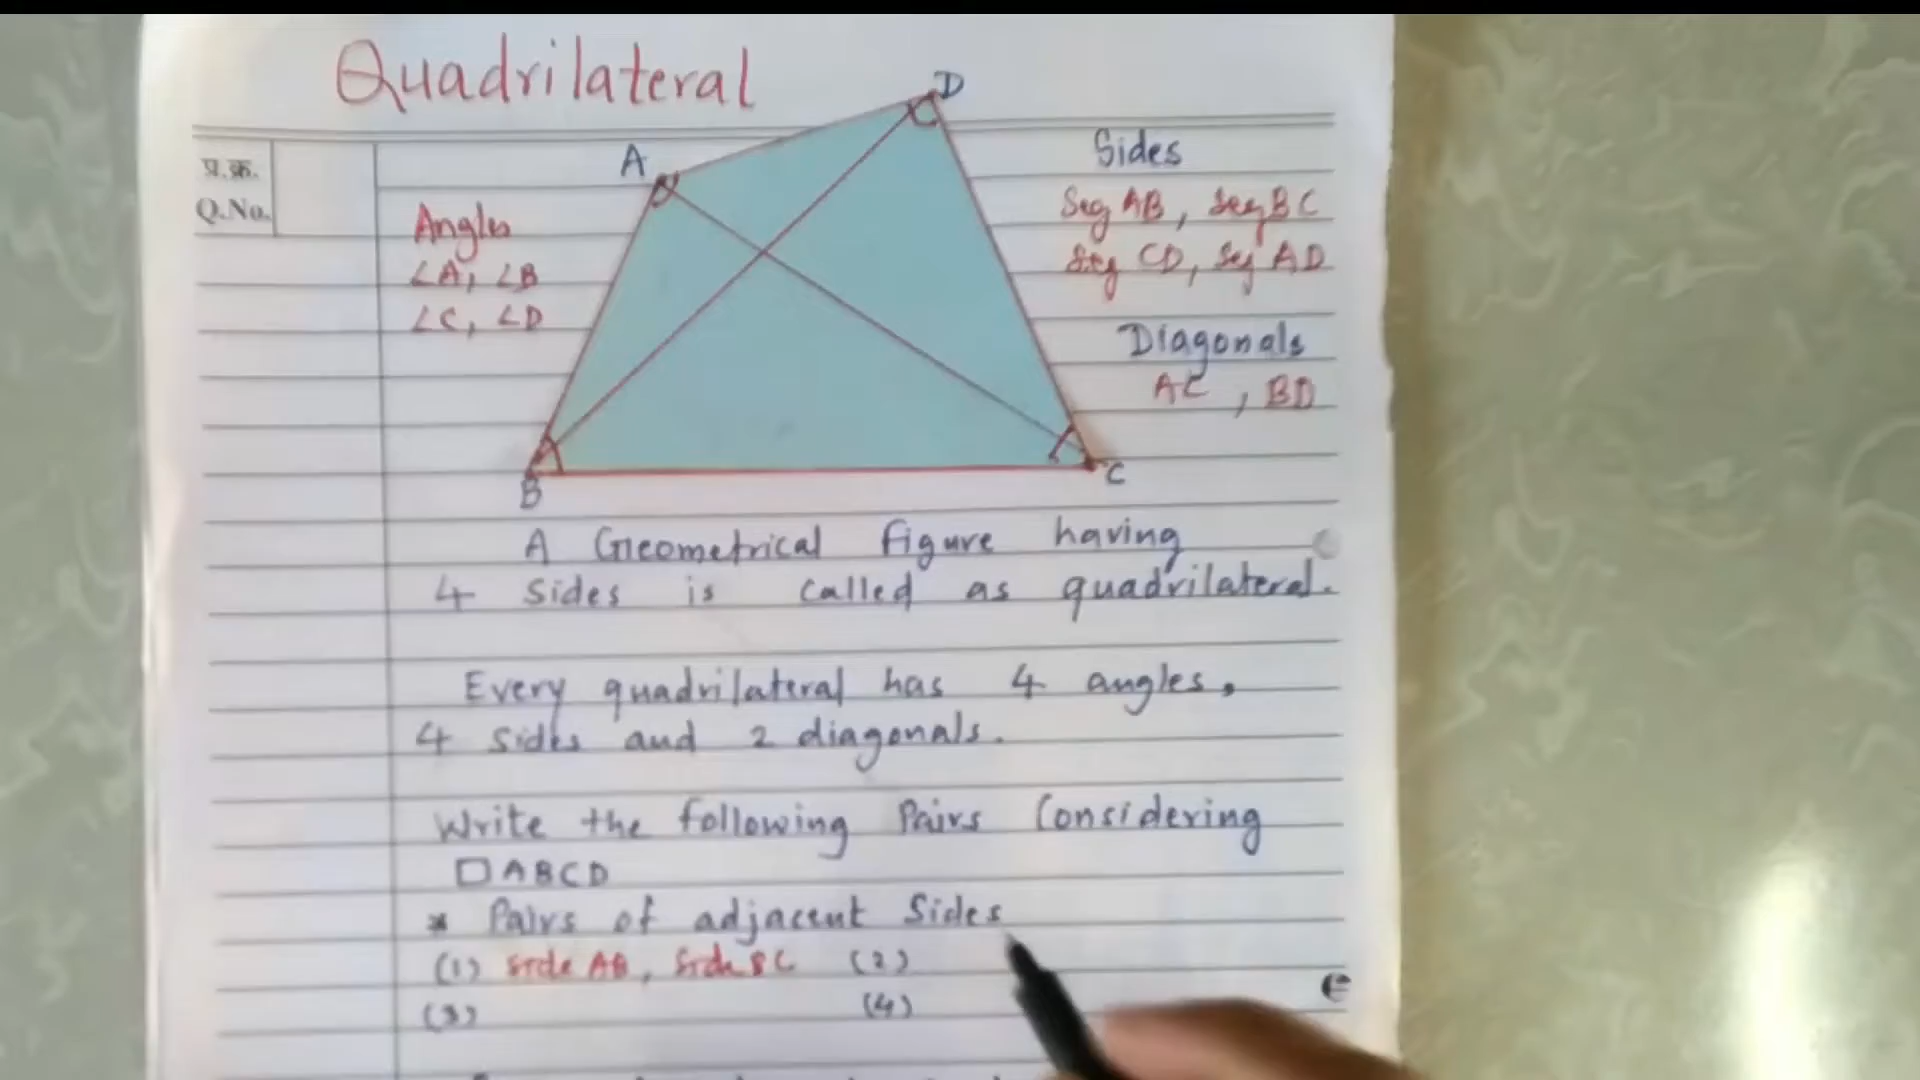 Quadrilateral
D
A
प्र.क्र.
Q.No.
Angles
∠A, ∠B
∠C, ∠D
Sides
Seg AB, Seg BC
Seg CD, Seg AD
Diagonals
AC , BD
B
C
A Geometrical figure having
4 sides is called as quadrilateral.
Every quadrilateral has 4 angles,
4 sides and 2 diagonals.
Write the following Pairs Considering
□ABCD
* Pairs of adjacent Sides
(1) side AB, side BC (2)
(3) (4)